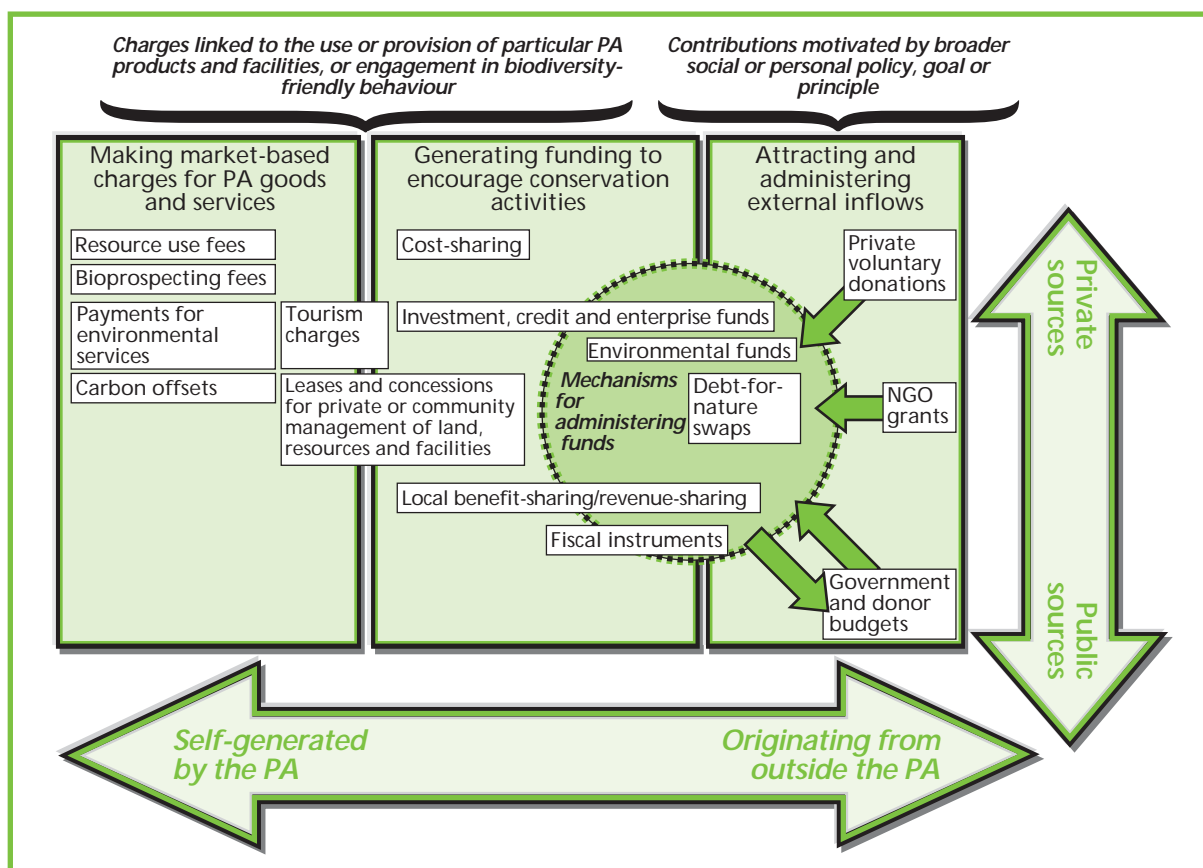 Charges linked to the use or provision of particular PA
products and facilities, or engagement in biodiversity-
friendly behaviour
Contributions motivated by broader
social or personal policy, goal or
principle
Making market-based
charges for PA goods
and services
Resource use fees
Bioprospecting fees
Payments for
environmental
services
Carbon offsets
Tourism
charges
Leases and concessions
for private or community
management of land,
resources and facilities
Generating funding to
encourage conservation
activities
Cost-sharing
Investment, credit and enterprise funds
Environmental funds
Mechanisms
for
administering
funds
Debt-for-
nature
swaps
Local benefit-sharing/revenue-sharing
Fiscal instruments
Attracting and
administering
external inflows
Private
voluntary
donations
NGO
grants
Government
and donor
budgets
Private
sources
Public
sources
Self-generated
by the PA
Originating from
outside the PA